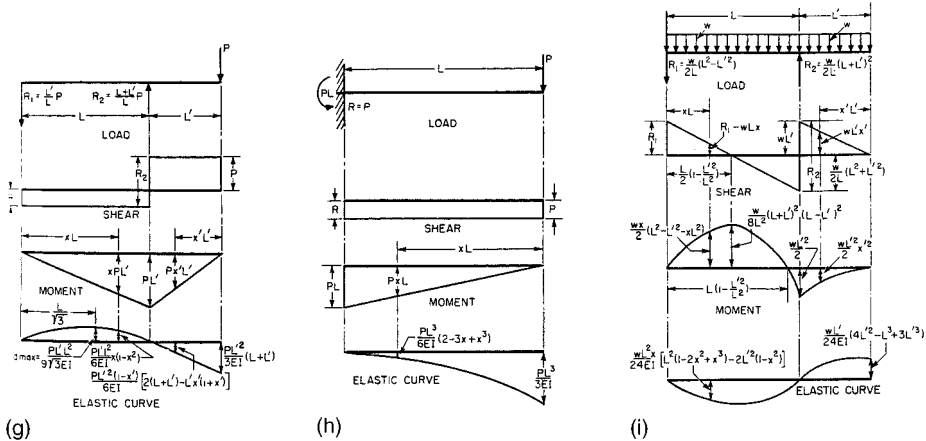 P
R₁ = L'/L P
R₂ = L+L'/L P
L
L'
LOAD
R₂
P
SHEAR
xL
x'L'
xPL'
PL'
Px'L'
MOMENT
L/√3
dmax= PL'L²/9√3EI
PL'L²/6EI x(1-x²)
PL'²/3EI (L+L')
PL'²(1-x')/6EI [2(L+L')-L'x'(1+x')]
ELASTIC CURVE
(g)
L
P
PL
R=P
LOAD
R
P
SHEAR
xL
PL
PxL
MOMENT
PL³/6EI (2-3x+x³)
PL³/3EI
ELASTIC CURVE
(h)
L
L'
w
w
R₁ = w/2L (L²-L'²)
R₂ = w/2L (L+L')²
LOAD
xL
x'L'
R₁
R₁-wLx
wL'
wL'x'
L/2 (1-L'²/L²)
R₂
w/2L (L²+L'²)
SHEAR
wx/2 (L²-L'²-xL²)
w/8L² (L+L')² (L-L')²
wL'²/2
wL'²/2 x'²
L(1-L'²/L²)
MOMENT
wL'/24EI (4L'²-L³+3L'³)
wL²x/24EI [L²(1-2x²+x³)-2L'²(1-x²)]
ELASTIC CURVE
(i)